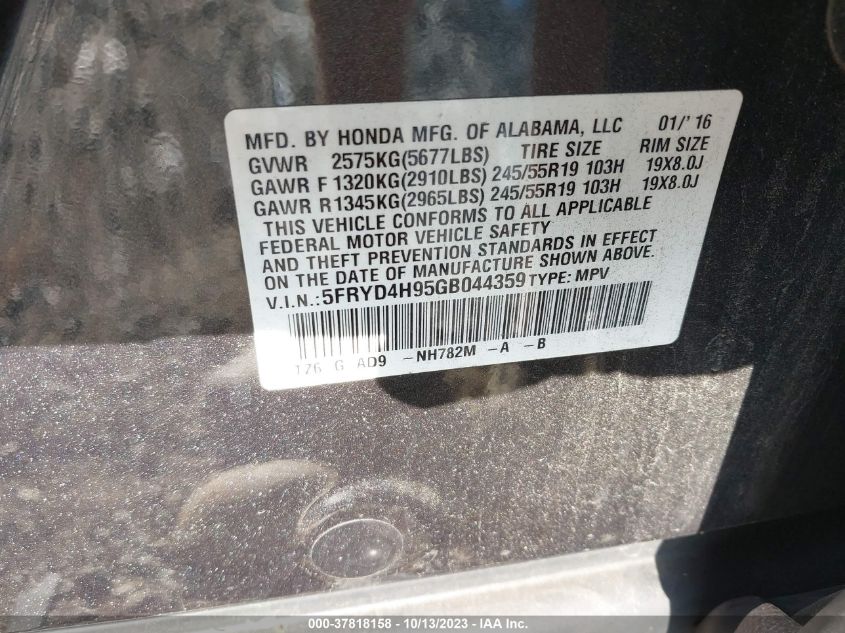 MFD. BY HONDA MFG. OF ALABAMA, LLC 01/'16
GVWR 2575KG(5677LBS) TIRE SIZE RIM SIZE
GAWR F 1320KG(2910LBS) 245/55R19 103H 19X8.0J
GAWR R 1345KG(2965LBS) 245/55R19 103H 19X8.0J
THIS VEHICLE CONFORMS TO ALL APPLICABLE
FEDERAL MOTOR VEHICLE SAFETY
AND THEFT PREVENTION STANDARDS IN EFFECT
ON THE DATE OF MANUFACTURE SHOWN ABOVE.
V.I.N.:5FRYD4H95GB044359 TYPE: MPV
TZ6 G AD9 -NH782M -A -B
000-37818158 - 10/13/2023 - IAA Inc.